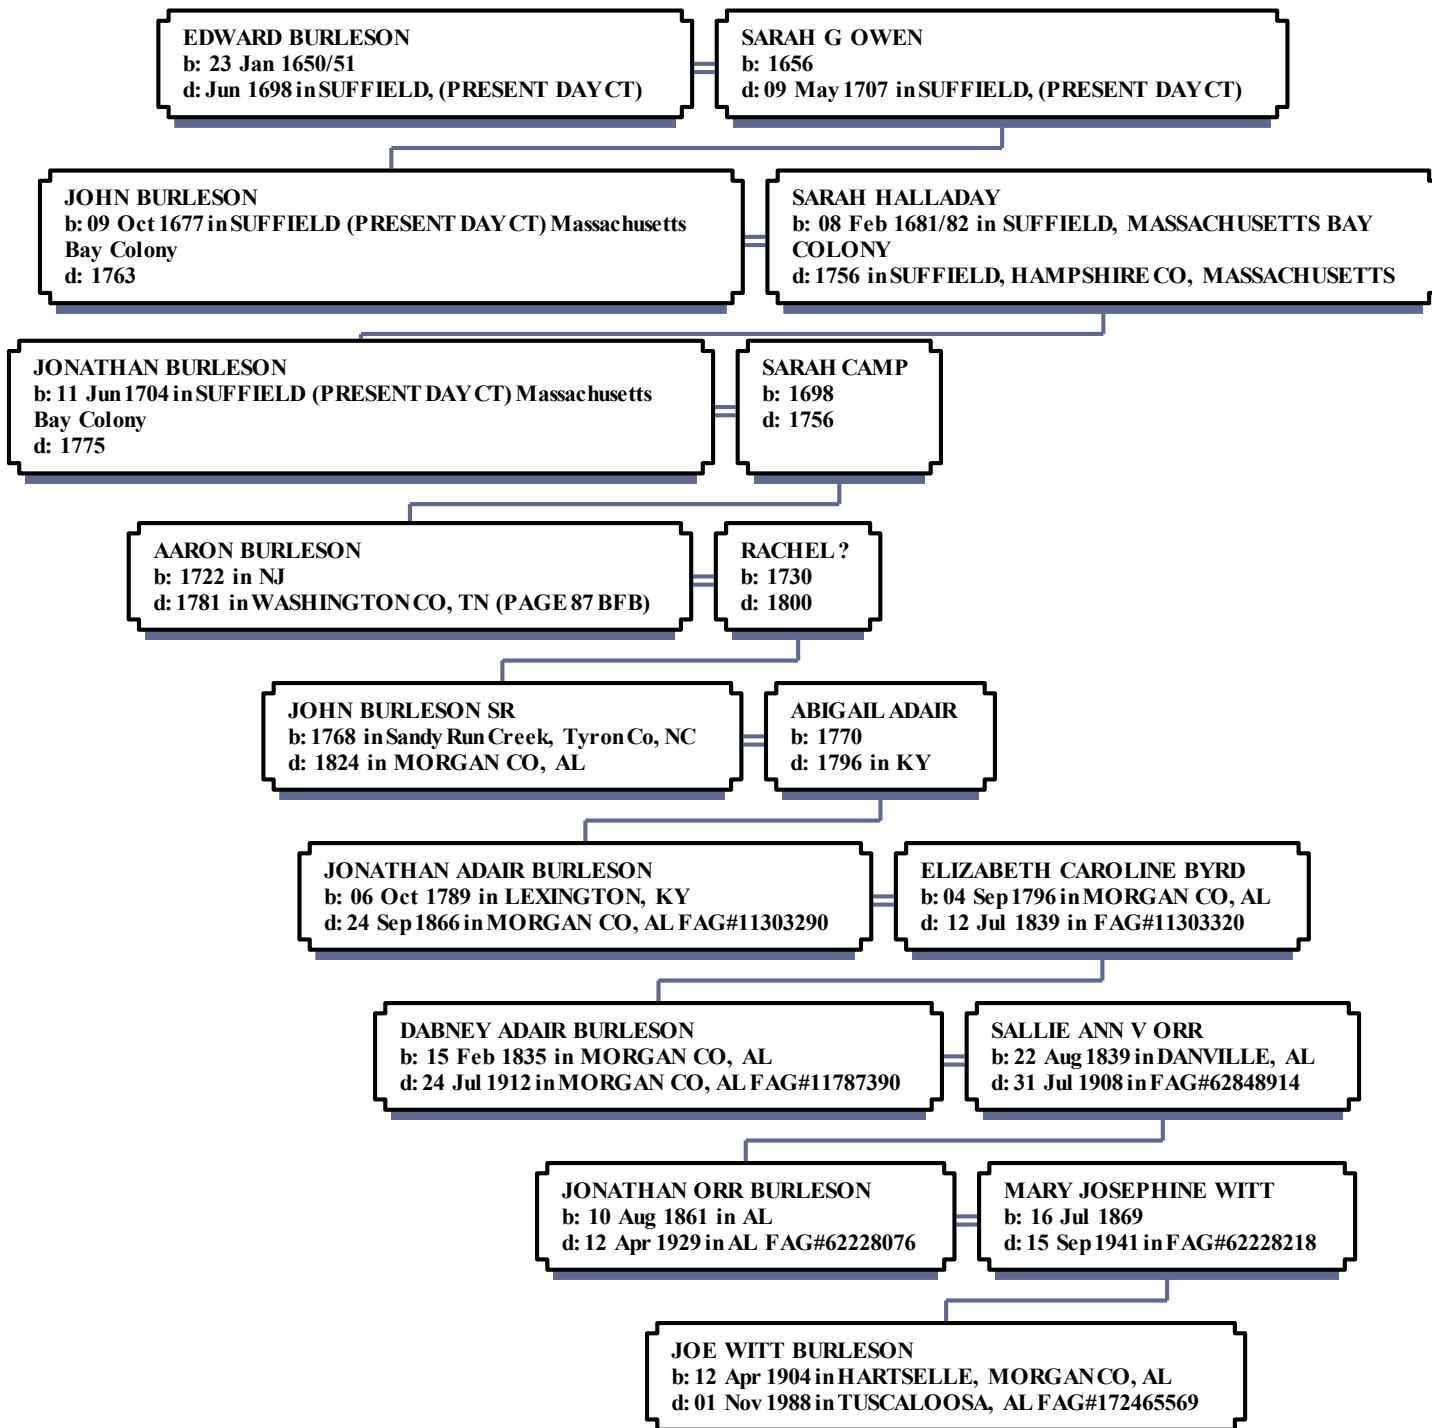 EDWARD BURLESON
b: 23 Jan 1650/51
d: Jun 1698 in SUFFIELD, (PRESENT DAY CT)
SARAH G OWEN
b: 1656
d: 09 May 1707 in SUFFIELD, (PRESENT DAY CT)
JOHN BURLESON
b: 09 Oct 1677 in SUFFIELD (PRESENT DAY CT) Massachusetts
Bay Colony
d: 1763
SARAH HALLADAY
b: 08 Feb 1681/82 in SUFFIELD, MASSACHUSETTS BAY
COLONY
d: 1756 in SUFFIELD, HAMPSHIRE CO, MASSACHUSETTS
JONATHAN BURLESON
b: 11 Jun 1704 in SUFFIELD (PRESENT DAY CT) Massachusetts
Bay Colony
d: 1775
SARAH CAMP
b: 1698
d: 1756
AARON BURLESON
b: 1722 in NJ
d: 1781 in WASHINGTON CO, TN (PAGE 87 BFB)
RACHEL ?
b: 1730
d: 1800
JOHN BURLESON SR
b: 1768 in Sandy Run Creek, Tyron Co, NC
d: 1824 in MORGAN CO, AL
ABIGAIL ADAIR
b: 1770
d: 1796 in KY
JONATHAN ADAIR BURLESON
b: 06 Oct 1789 in LEXINGTON, KY
d: 24 Sep 1866 in MORGAN CO, AL FAG#11303290
ELIZABETH CAROLINE BYRD
b: 04 Sep 1796 in MORGAN CO, AL
d: 12 Jul 1839 in FAG#11303320
DABNEY ADAIR BURLESON
b: 15 Feb 1835 in MORGAN CO, AL
d: 24 Jul 1912 in MORGAN CO, AL FAG#11787390
SALLIE ANN V ORR
b: 22 Aug 1839 in DANVILLE, AL
d: 31 Jul 1908 in FAG#62848914
JONATHAN ORR BURLESON
b: 10 Aug 1861 in AL
d: 12 Apr 1929 in AL FAG#62228076
MARY JOSEPHINE WITT
b: 16 Jul 1869
d: 15 Sep 1941 in FAG#62228218
JOE WITT BURLESON
b: 12 Apr 1904 in HARTSELLE, MORGAN CO, AL
d: 01 Nov 1988 in TUSCALOOSA, AL FAG#172465569